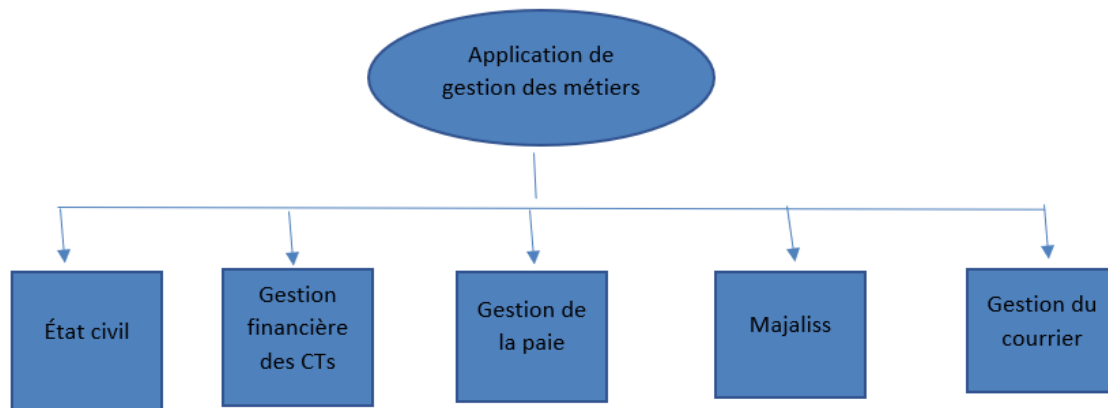 Application de
gestion des métiers
État civil
Gestion
financière
des CTs
Gestion de
la paie
Majaliss
Gestion du
courrier